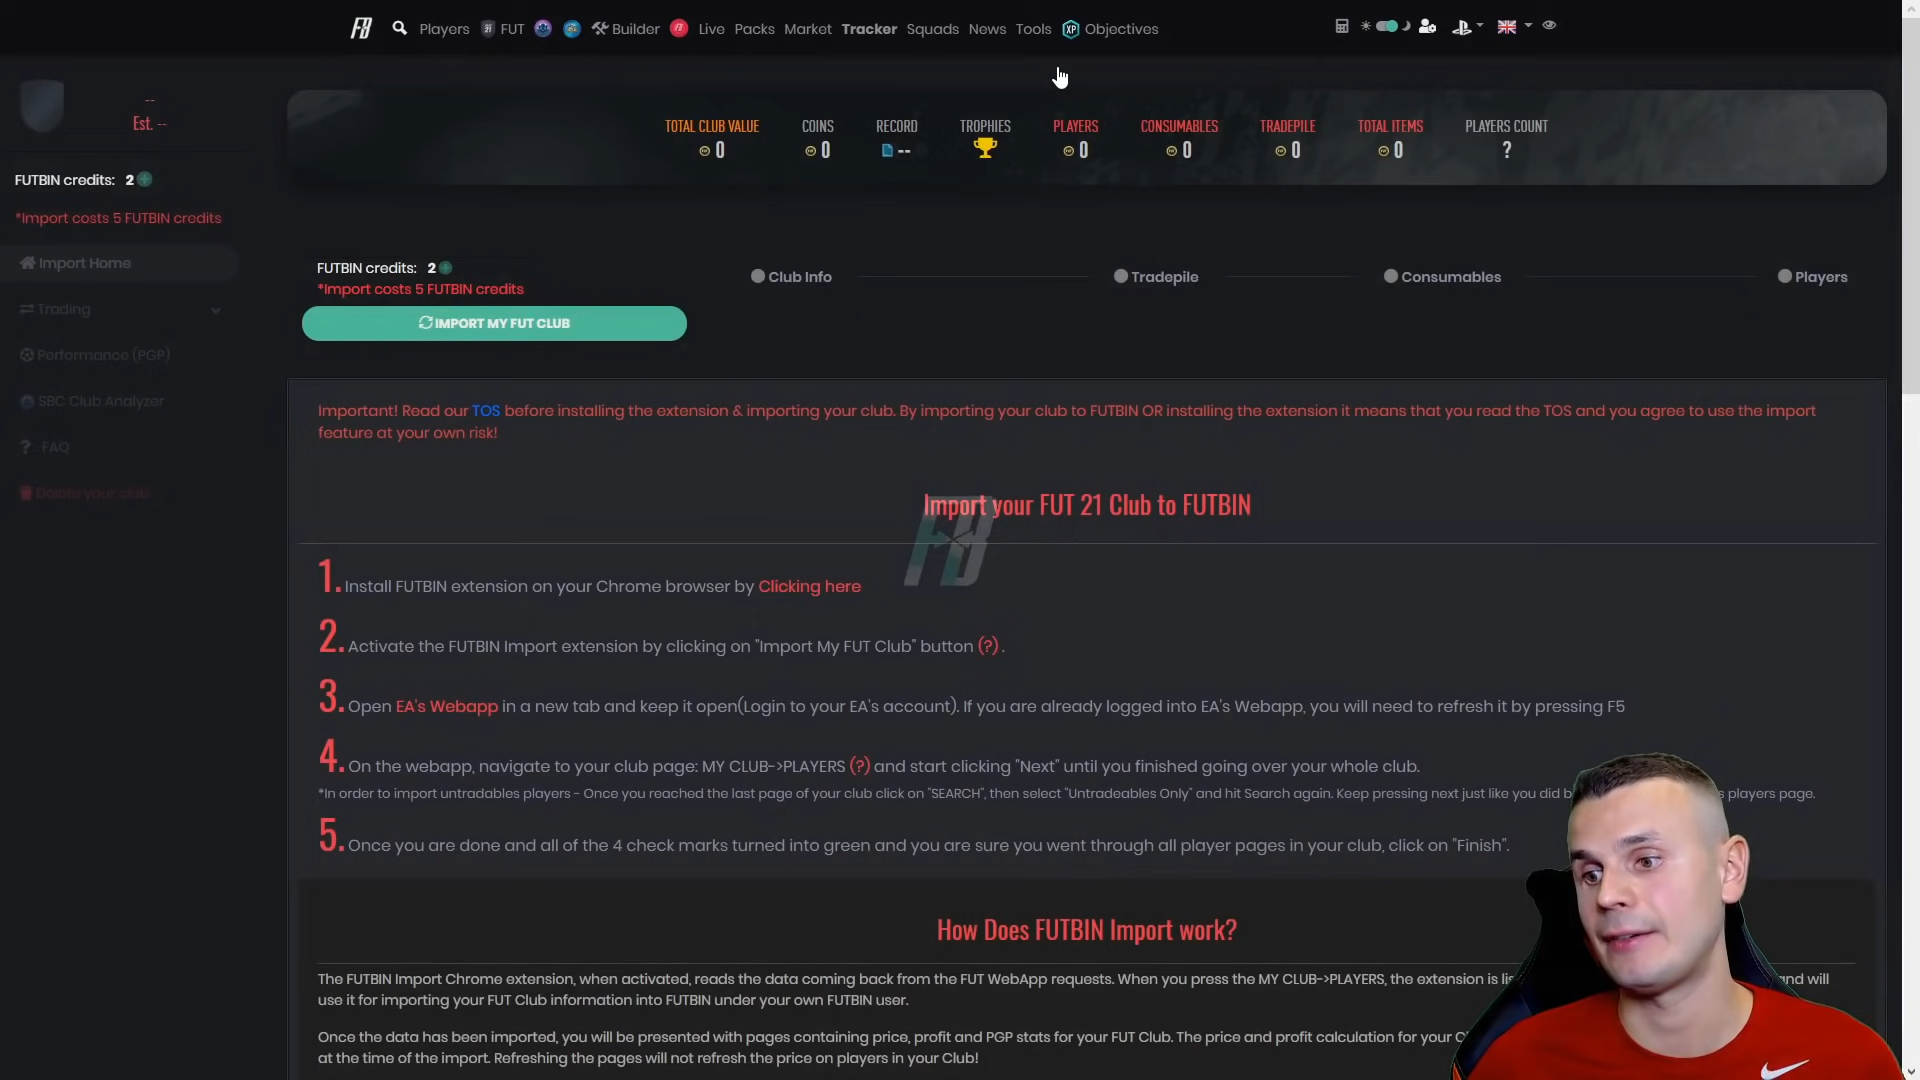 FB Players 21 FUT Builder Live Packs Market Tracker Squads News Tools XP Objectives
--
Est. --
TOTAL CLUB VALUE COINS RECORD TROPHIES PLAYERS CONSUMABLES TRADEPILE TOTAL ITEMS PLAYERS COUNT
0 0 -- 0 0 0 0 ?
FUTBIN credits: 2
*Import costs 5 FUTBIN credits
Import Home
Trading
Performance (PGP)
SBC Club Analyzer
? FAQ
Delete your club
FUTBIN credits: 2
*Import costs 5 FUTBIN credits
IMPORT MY FUT CLUB
Club Info Tradepile Consumables Players
Important! Read our TOS before installing the extension & importing your club. By importing your club to FUTBIN OR installing the extension it means that you read the TOS and you agree to use the import
feature at your own risk!
Import your FUT 21 Club to FUTBIN
FB
1. Install FUTBIN extension on your Chrome browser by Clicking here
2. Activate the FUTBIN Import extension by clicking on "Import My FUT Club" button (?) .
3. Open EA's Webapp in a new tab and keep it open(Login to your EA's account). If you are already logged into EA's Webapp, you will need to refresh it by pressing F5
4. On the webapp, navigate to your club page: MY CLUB->PLAYERS (?) and start clicking "Next" until you finished going over your whole club.
*In order to import untradables players - Once you reached the last page of your club click on "SEARCH", then select "Untradeables Only" and hit Search again. Keep pressing next just like you did players page.
5. Once you are done and all of the 4 check marks turned into green and you are sure you went through all player pages in your club, click on "Finish".
How Does FUTBIN Import work?
The FUTBIN Import Chrome extension, when activated, reads the data coming back from the FUT WebApp requests. When you press the MY CLUB->PLAYERS, the extension is and will
use it for importing your FUT Club information into FUTBIN under your own FUTBIN user.
Once the data has been imported, you will be presented with pages containing price, profit and PGP stats for your FUT Club. The price and profit calculation for your
at the time of the import. Refreshing the pages will not refresh the price on players in your Club!